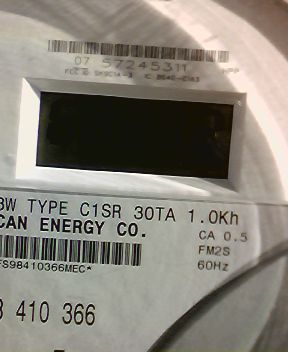 07 57245311
3W TYPE C1SR 30TA 1.0Kh
CAN ENERGY CO.
CA 0.5
FM2S
60Hz
FS98410366MEC*
8 410 366